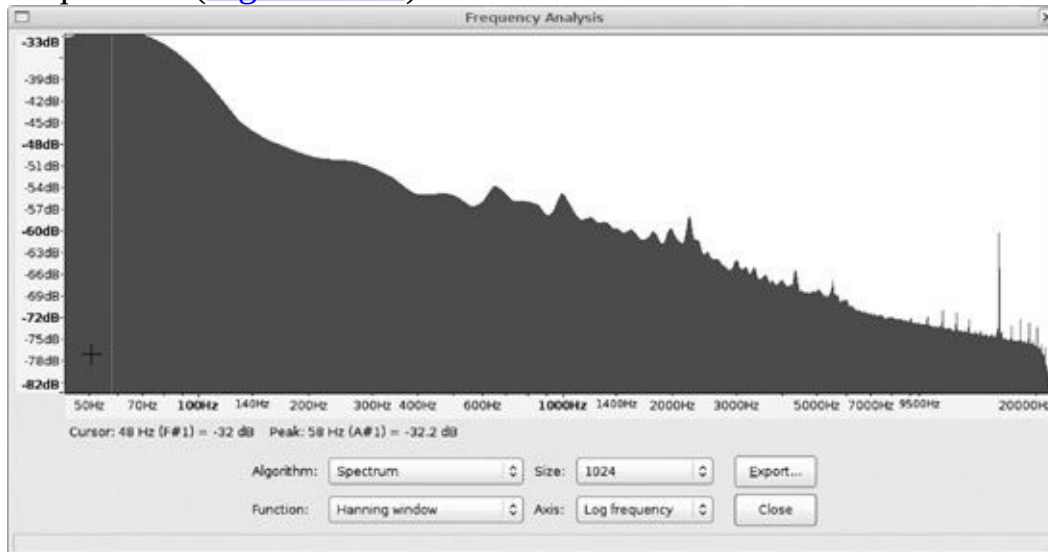 Frequency Analysis
-33dB
-39dB
-42dB
-45dB
-48dB
-51dB
-54dB
-57dB
-60dB
-63dB
-66dB
-69dB
-72dB
-75dB
-78dB
-82dB
50Hz 70Hz 100Hz 140Hz 200Hz 300Hz 400Hz 600Hz 1000Hz 1400Hz 2000Hz 3000Hz 5000Hz 7000Hz 9500Hz 20000H
Cursor: 48 Hz (F#1) = -32 dB Peak: 58 Hz (A#1) = -32.2 dB
Algorithm: Spectrum Size: 1024 Export...
Function: Hanning window Axis: Log frequency Close